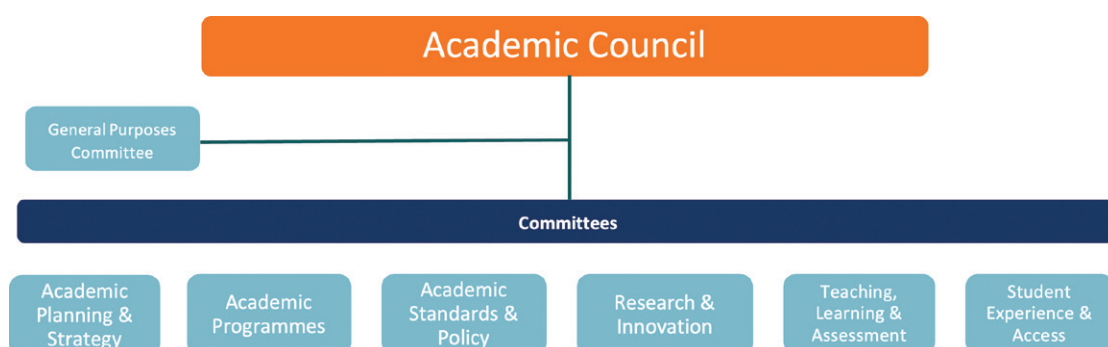 Academic Council
General Purposes
Committee
Committees
Academic
Planning &
Strategy
Academic
Programmes
Academic
Standards &
Policy
Research &
Innovation
Teaching,
Learning &
Assessment
Student
Experience &
Access